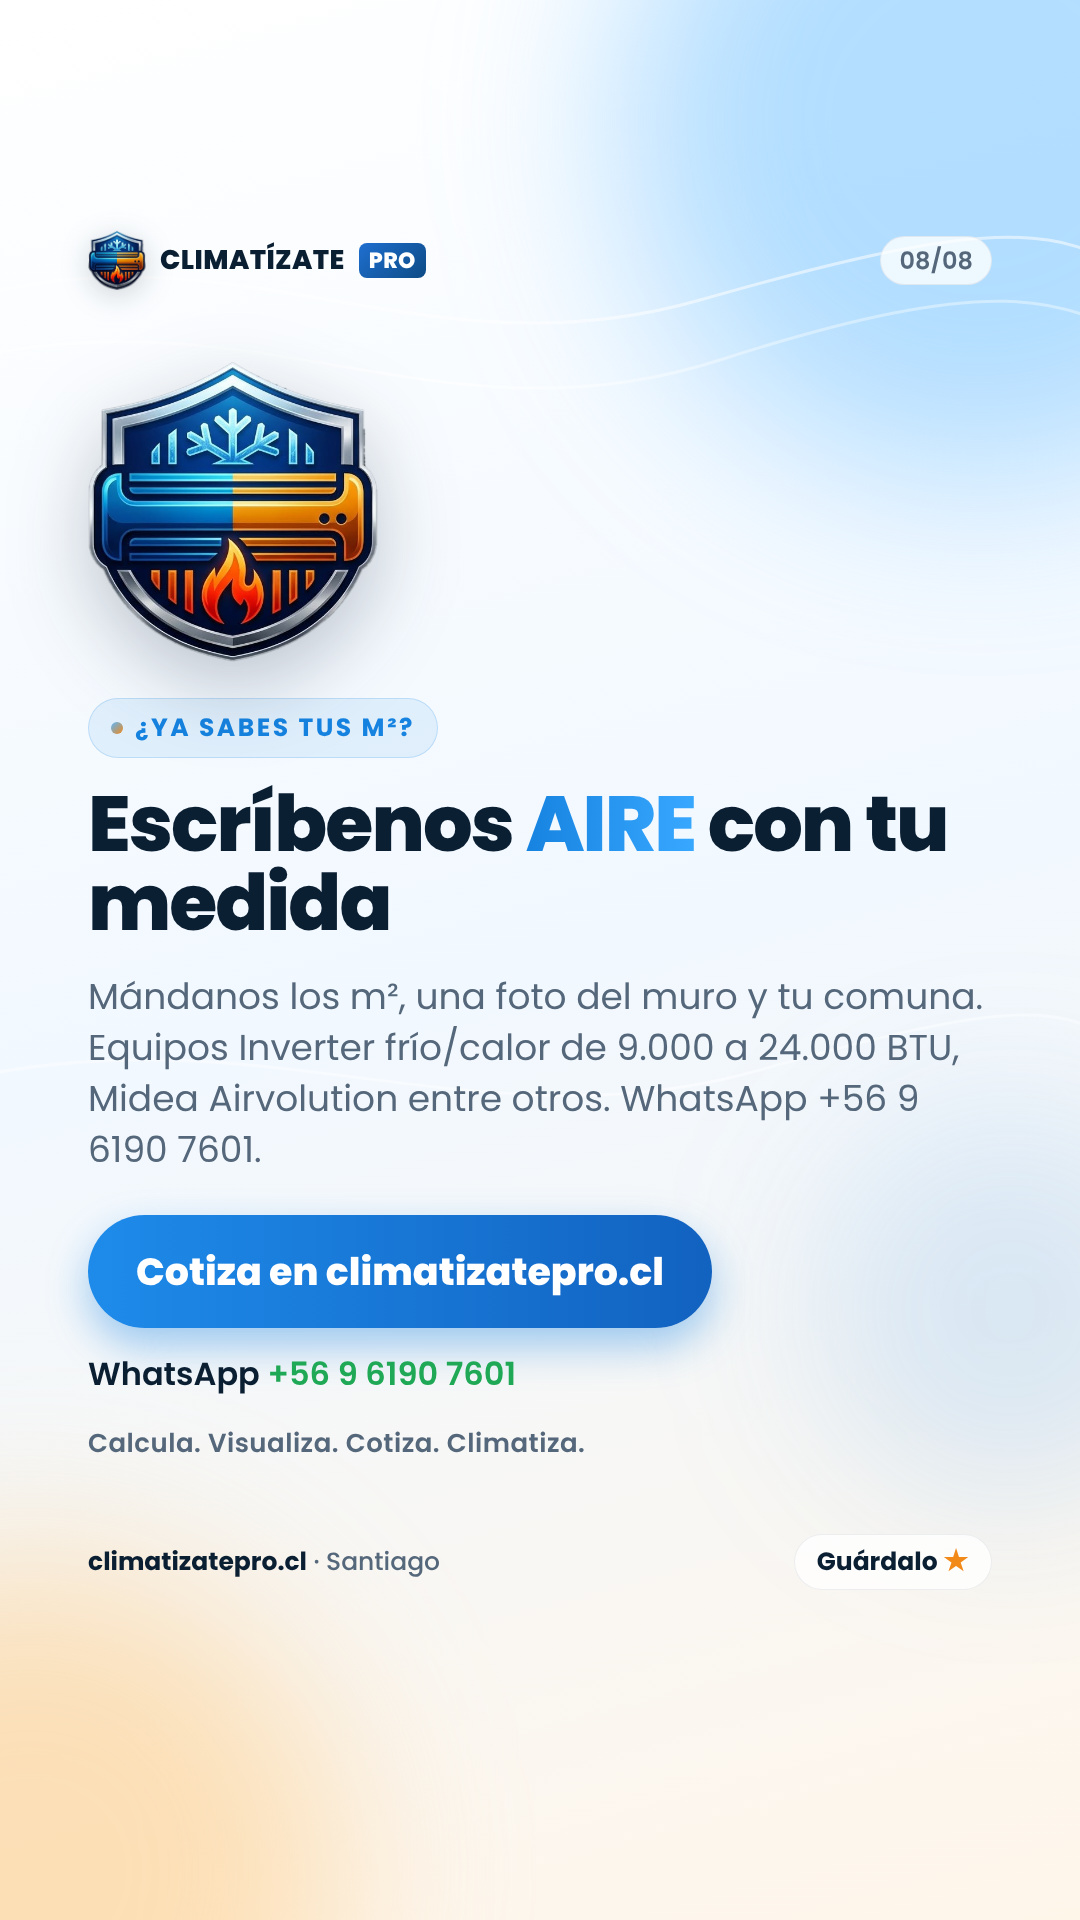 CLIMATÍZATE PRO
08/08
¿YA SABES TUS M²?
Escríbenos AIRE con tu
medida
Mándanos los m², una foto del muro y tu comuna.
Equipos Inverter frío/calor de 9.000 a 24.000 BTU,
Midea Airvolution entre otros. WhatsApp +56 9
6190 7601.
Cotiza en climatizatepro.cl
WhatsApp +56 9 6190 7601
Calcula. Visualiza. Cotiza. Climatiza.
climatizatepro.cl · Santiago
Guárdalo ★